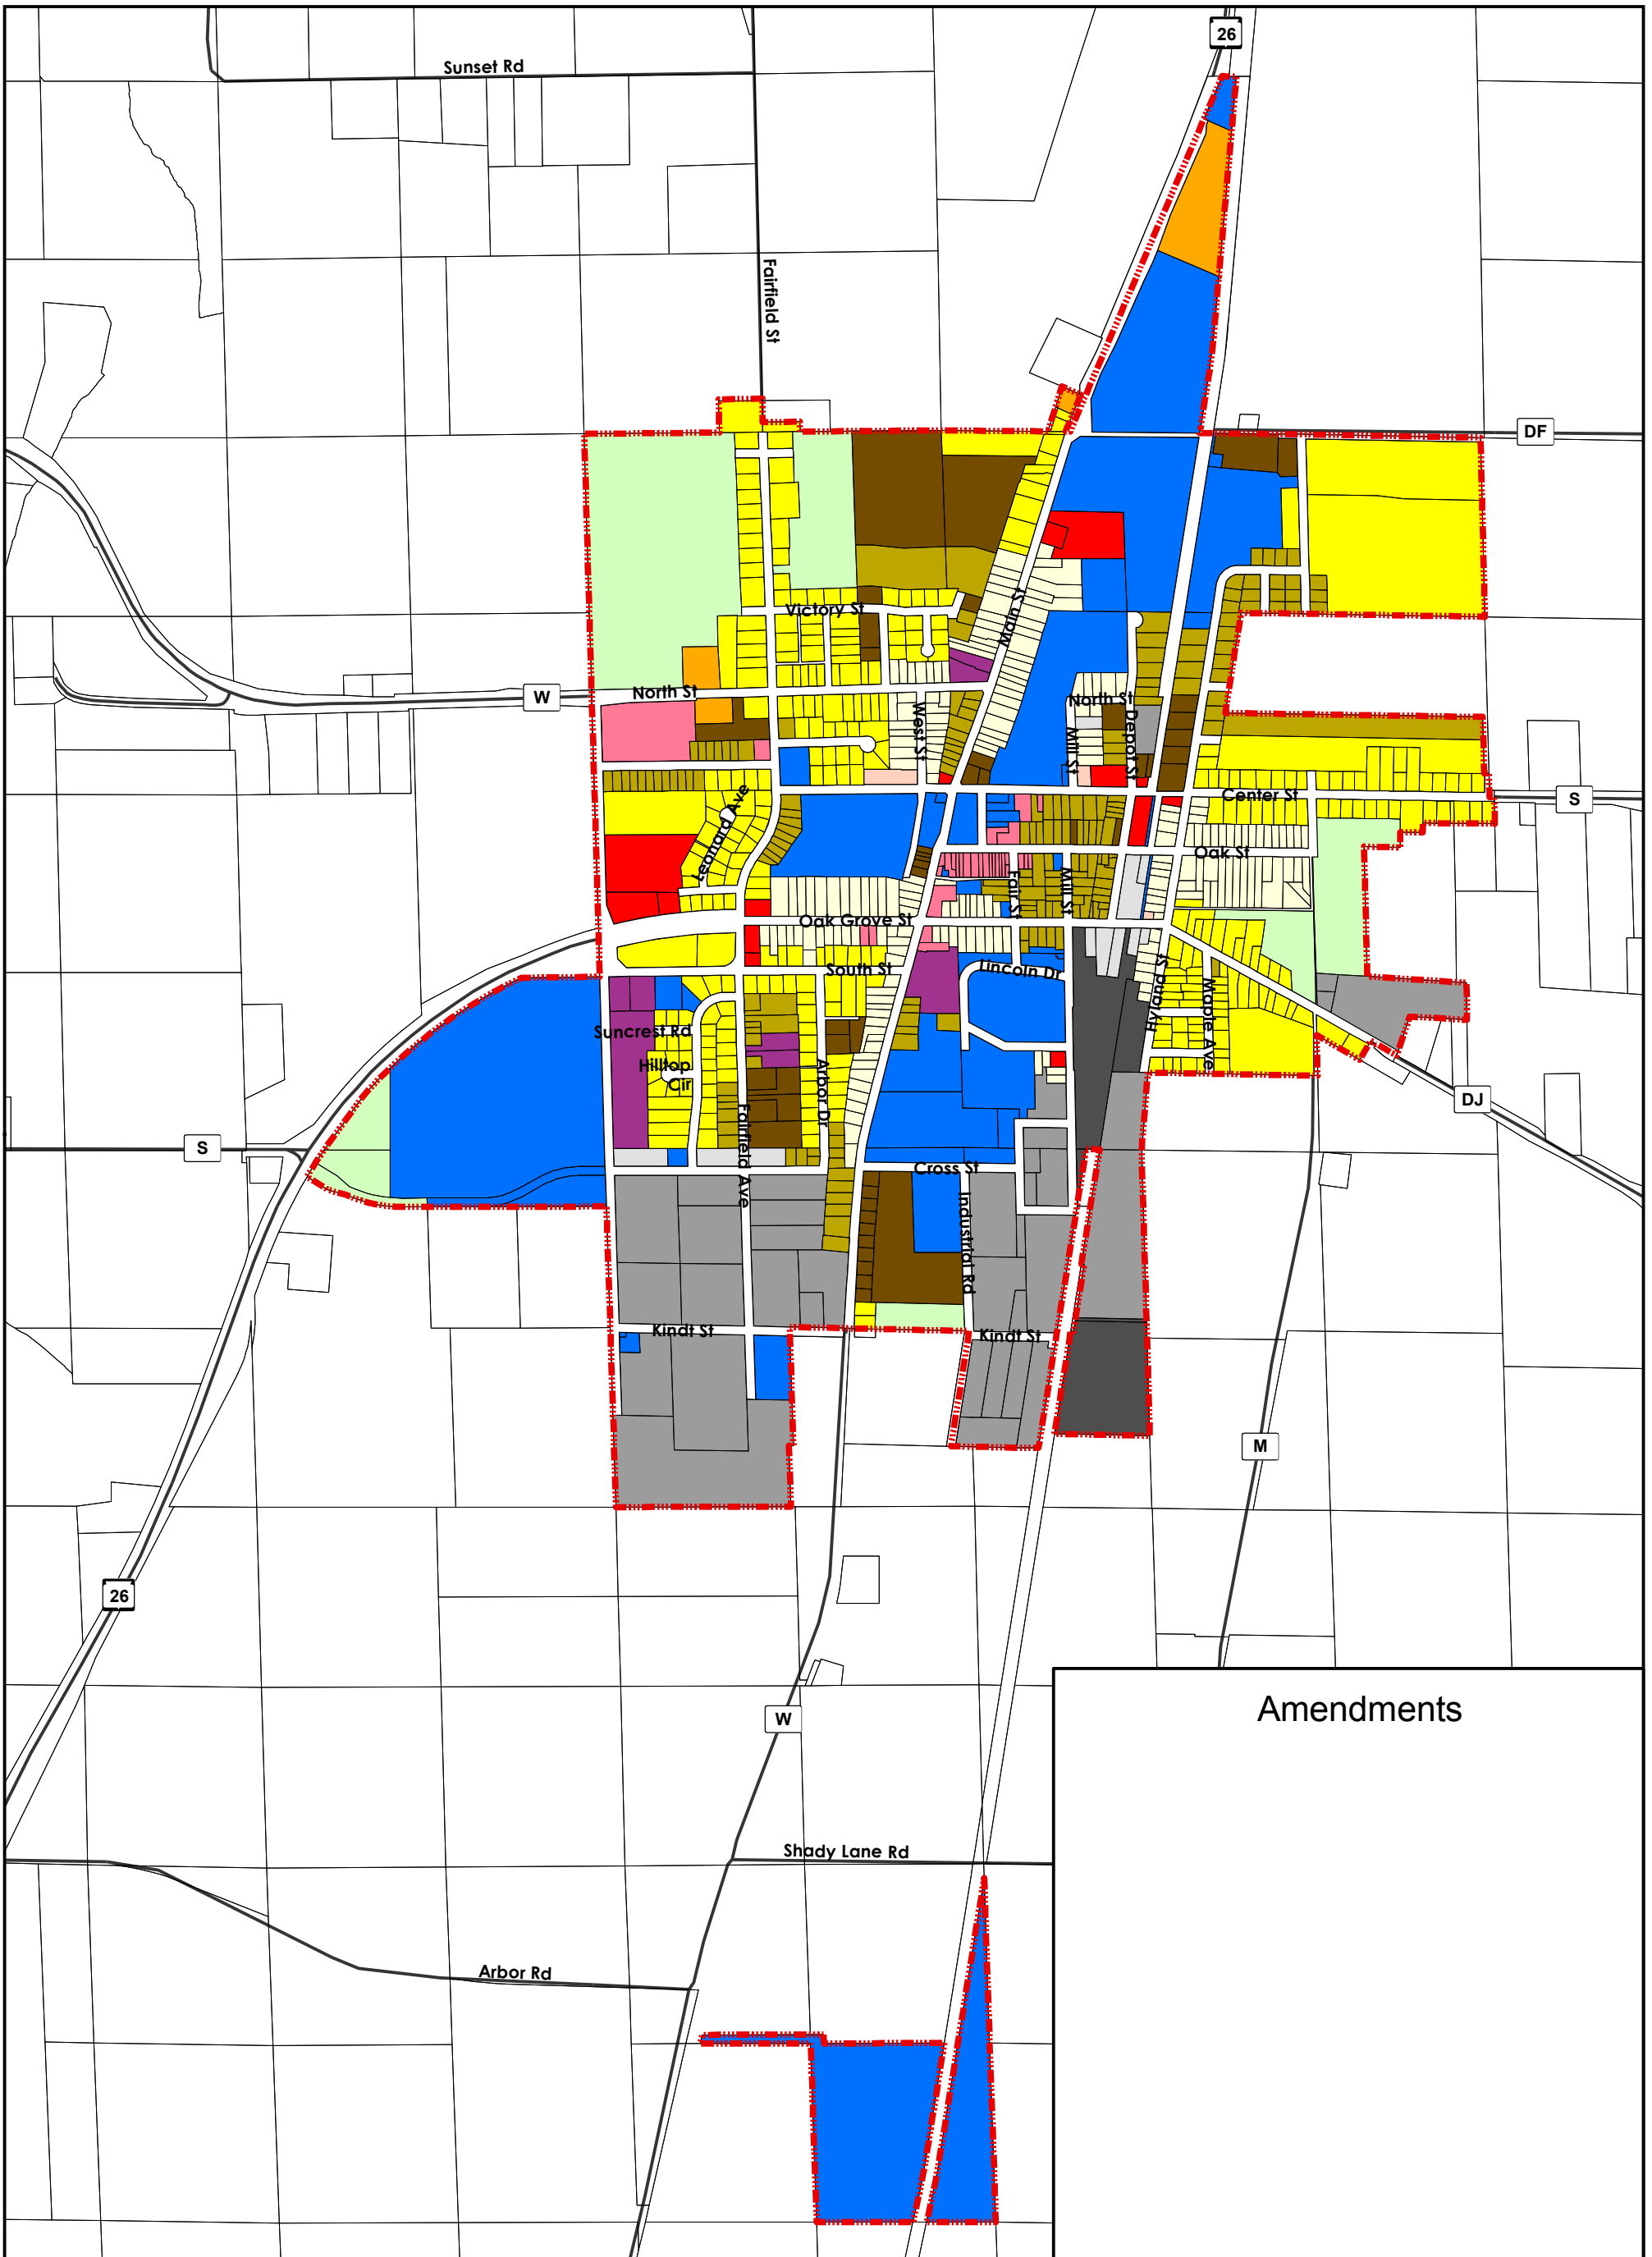 26
Sunset Rd
Fairfield St
DF
Victory St
Main St
W
North St
North St
West St
Mill St
Depot St
Center St
S
Leonard Ave
Oak St
Fair St
Mill St
Oak Grove St
South St
Lincoln Dr
Highland St
Maple Ave
Suncrest Rd
Hilltop
Cir
Arbor Dr
Fairfield Ave
DJ
S
Cross St
Industrial Rd
Kindt St
Kindt St
M
26
W
Amendments
Shady Lane Rd
Arbor Rd